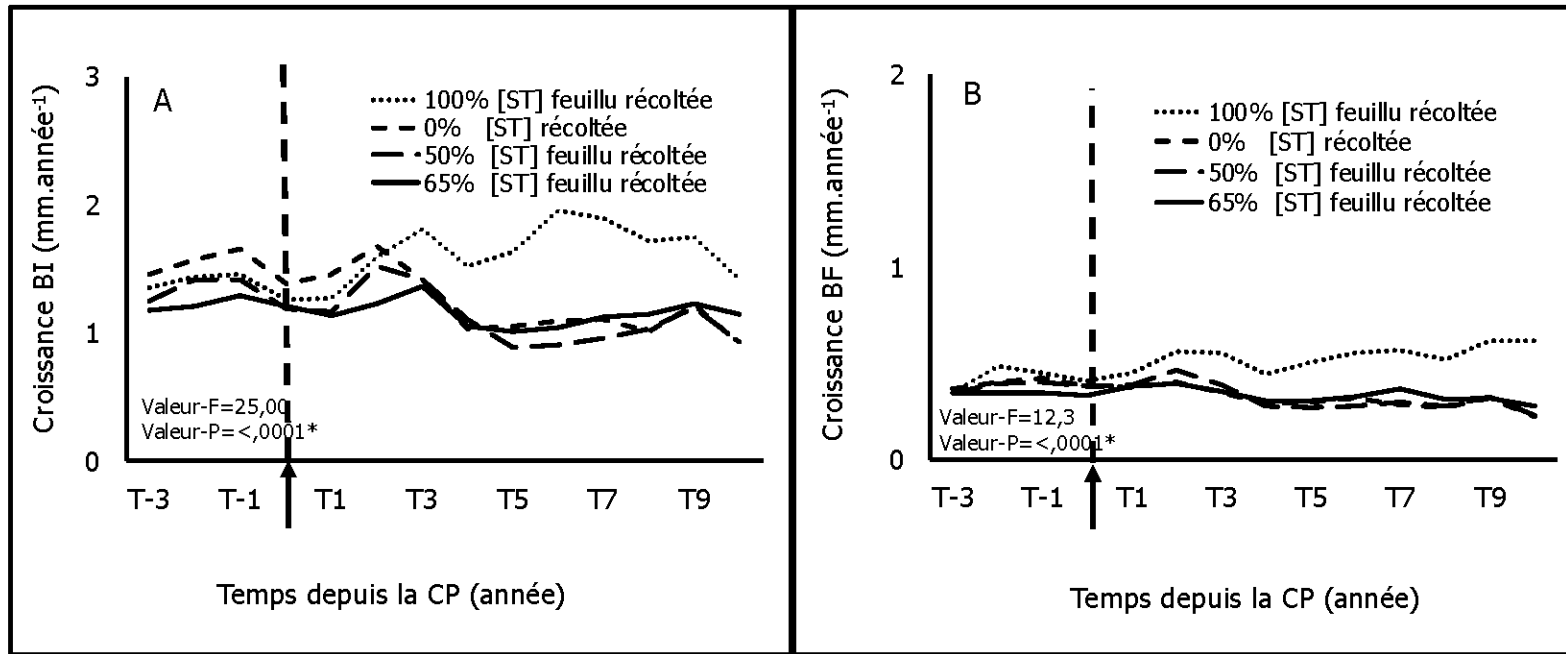 A
3
2
1
0
Croissance BI (mm.année⁻¹)
100% [ST] feuillu récoltée
0% [ST] récoltée
50% [ST] feuillu récoltée
65% [ST] feuillu récoltée
Valeur-F=25,00
Valeur-P=<,0001*
T-3 T-1 T1 T3 T5 T7 T9
Temps depuis la CP (année)
B
2
1
0
Croissance BF (mm.année⁻¹)
100% [ST] feuillu récoltée
0% [ST] récoltée
50% [ST] feuillu récoltée
65% [ST] feuillu récoltée
Valeur-F=12,3
Valeur-P=<,0001*
T-3 T-1 T1 T3 T5 T7 T9
Temps depuis la CP (année)